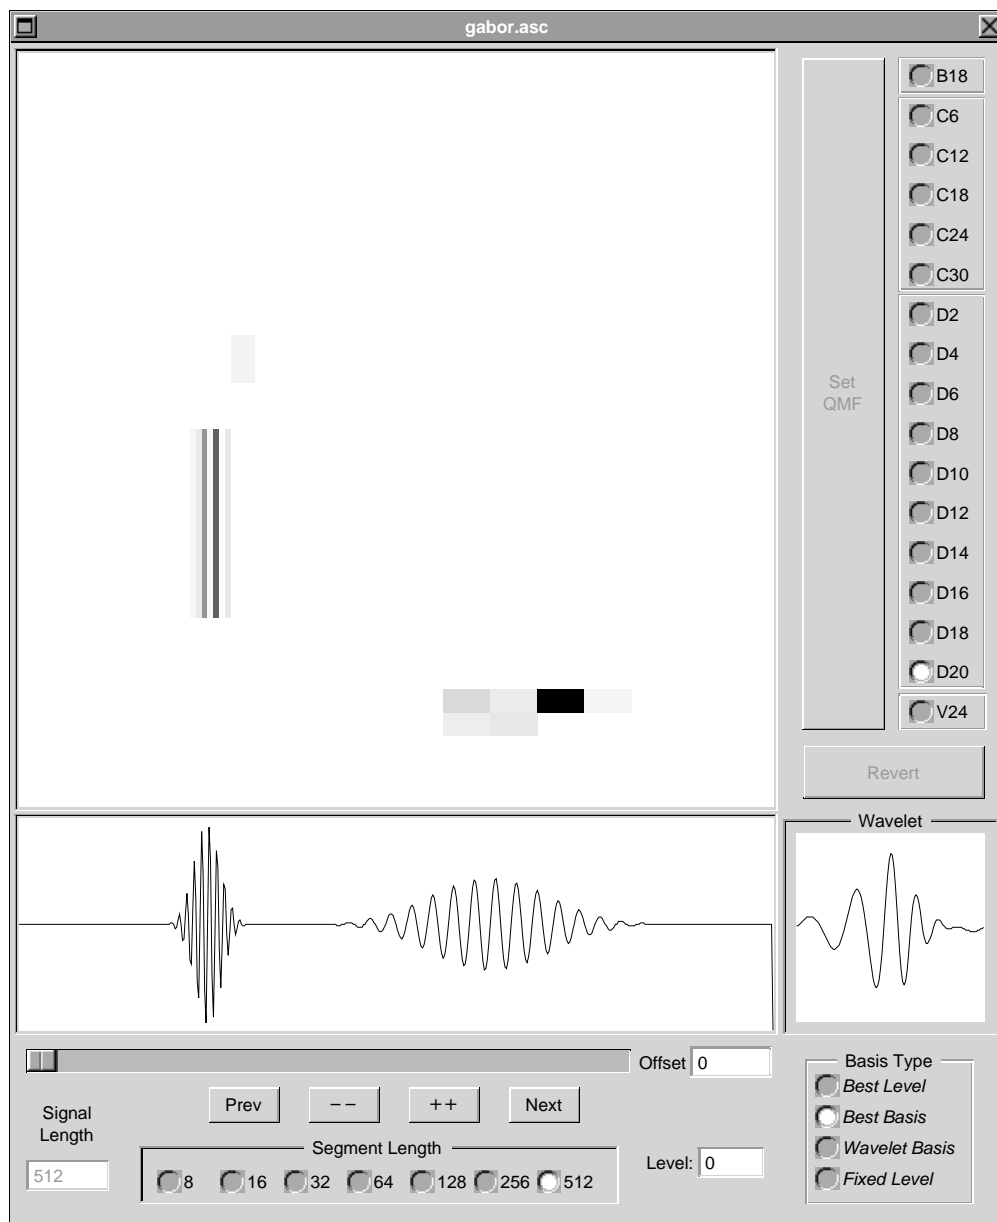 gabor.asc
B18
C6
C12
C18
C24
C30
D2
D4
Set
QMF
D6
D8
D10
D12
D14
D16
D18
D20
V24
Revert
Wavelet
Offset 0
Prev
− −
++
Next
Signal
Length
512
Segment Length
8 16 32 64 128 256 512
Level: 0
Basis Type
Best Level
Best Basis
Wavelet Basis
Fixed Level